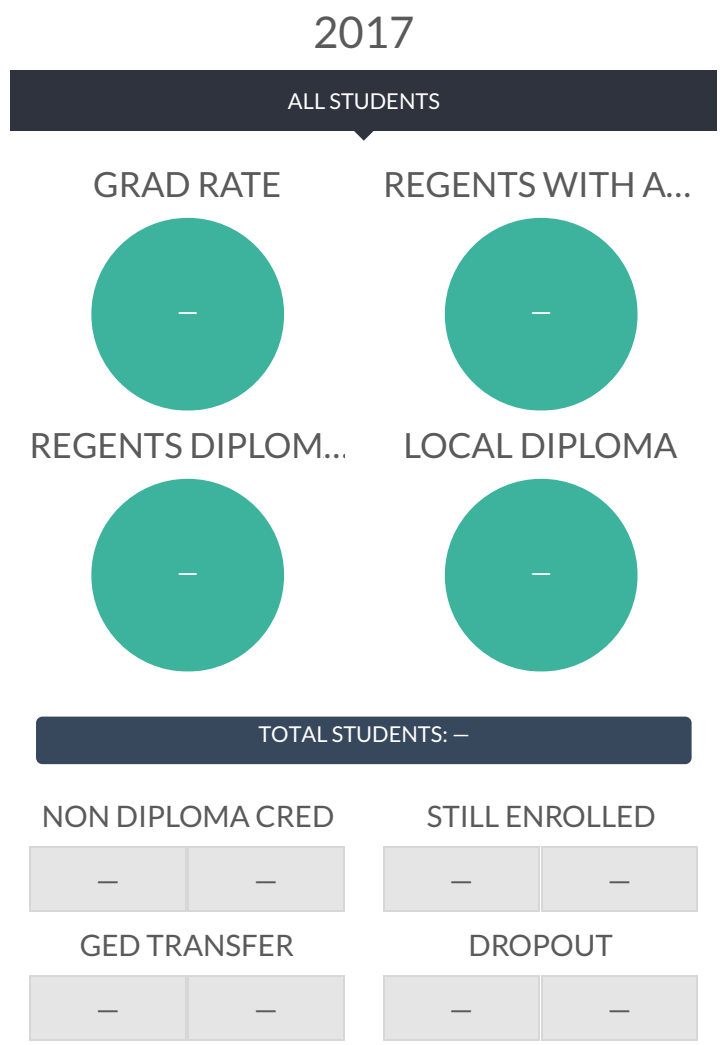 2017
ALL STUDENTS
GRAD RATE
REGENTS WITH A...
—
—
REGENTS DIPLOM...
LOCAL DIPLOMA
—
—
TOTAL STUDENTS: —
NON DIPLOMA CRED
STILL ENROLLED
— —
— —
GED TRANSFER
DROPOUT
— —
— —